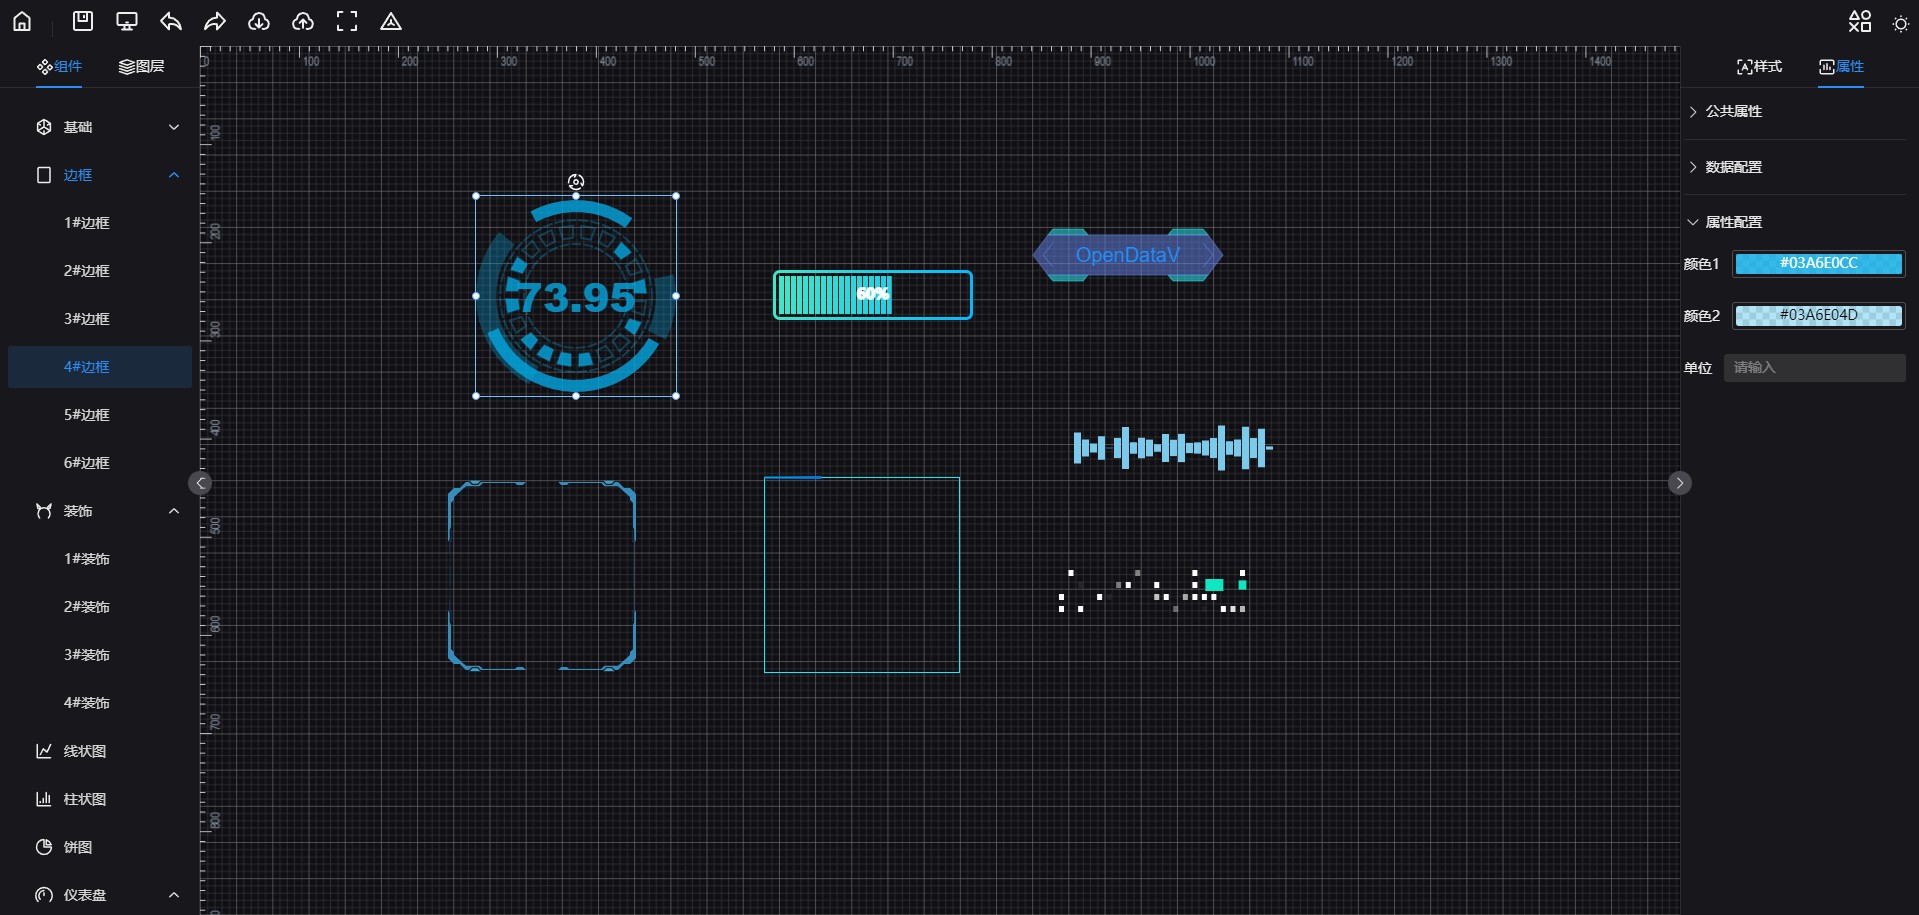 组件
图层
样式
属性
0
100
200
300
400
500
600
700
800
900
1000
1100
1200
1300
1400
100
200
300
400
500
600
700
800
基础
边框
1#边框
2#边框
3#边框
4#边框
5#边框
6#边框
装饰
1#装饰
2#装饰
3#装饰
4#装饰
线状图
柱状图
饼图
仪表盘
73.95
60%
OpenDataV
公共属性
数据配置
属性配置
颜色1 #03A6E0CC
颜色2 #03A6E04D
单位 请输入